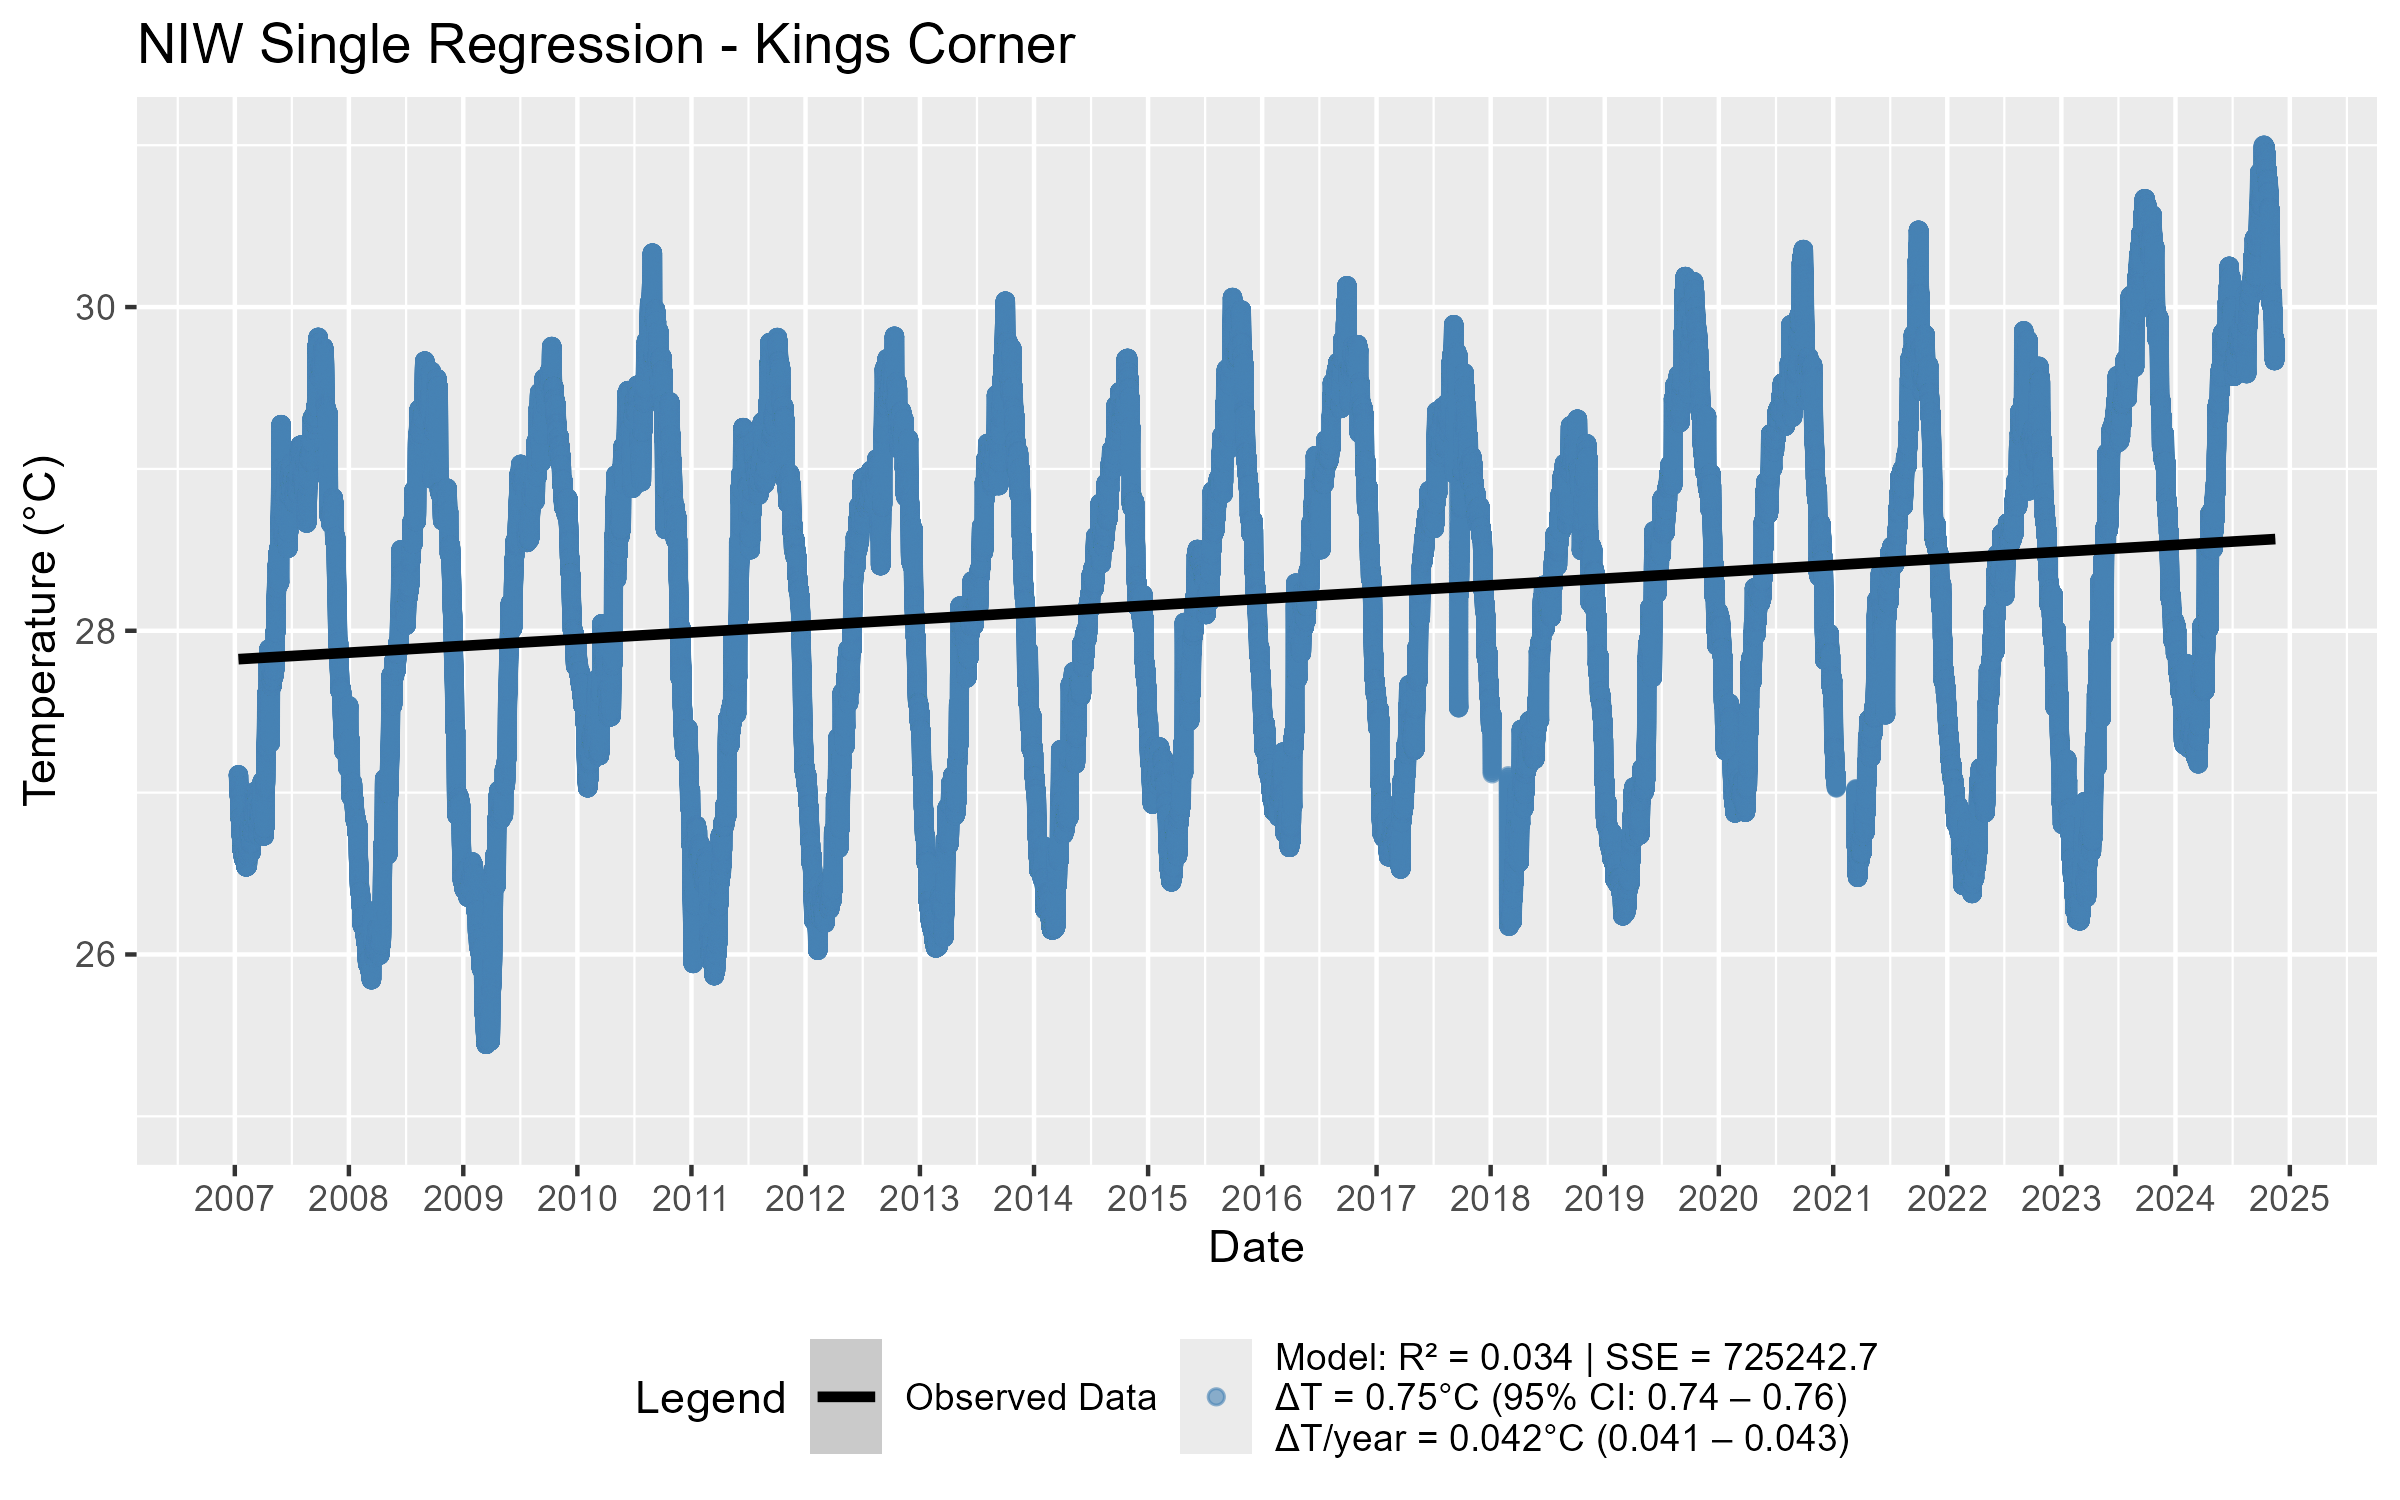 NIW Single Regression - Kings Corner
Temperature (°C)
30
28
26
2007 2008 2009 2010 2011 2012 2013 2014 2015 2016 2017 2018 2019 2020 2021 2022 2023 2024 2025
Date
Legend
Observed Data
Model: R² = 0.034 | SSE = 725242.7
ΔT = 0.75°C (95% CI: 0.74 – 0.76)
ΔT/year = 0.042°C (0.041 – 0.043)